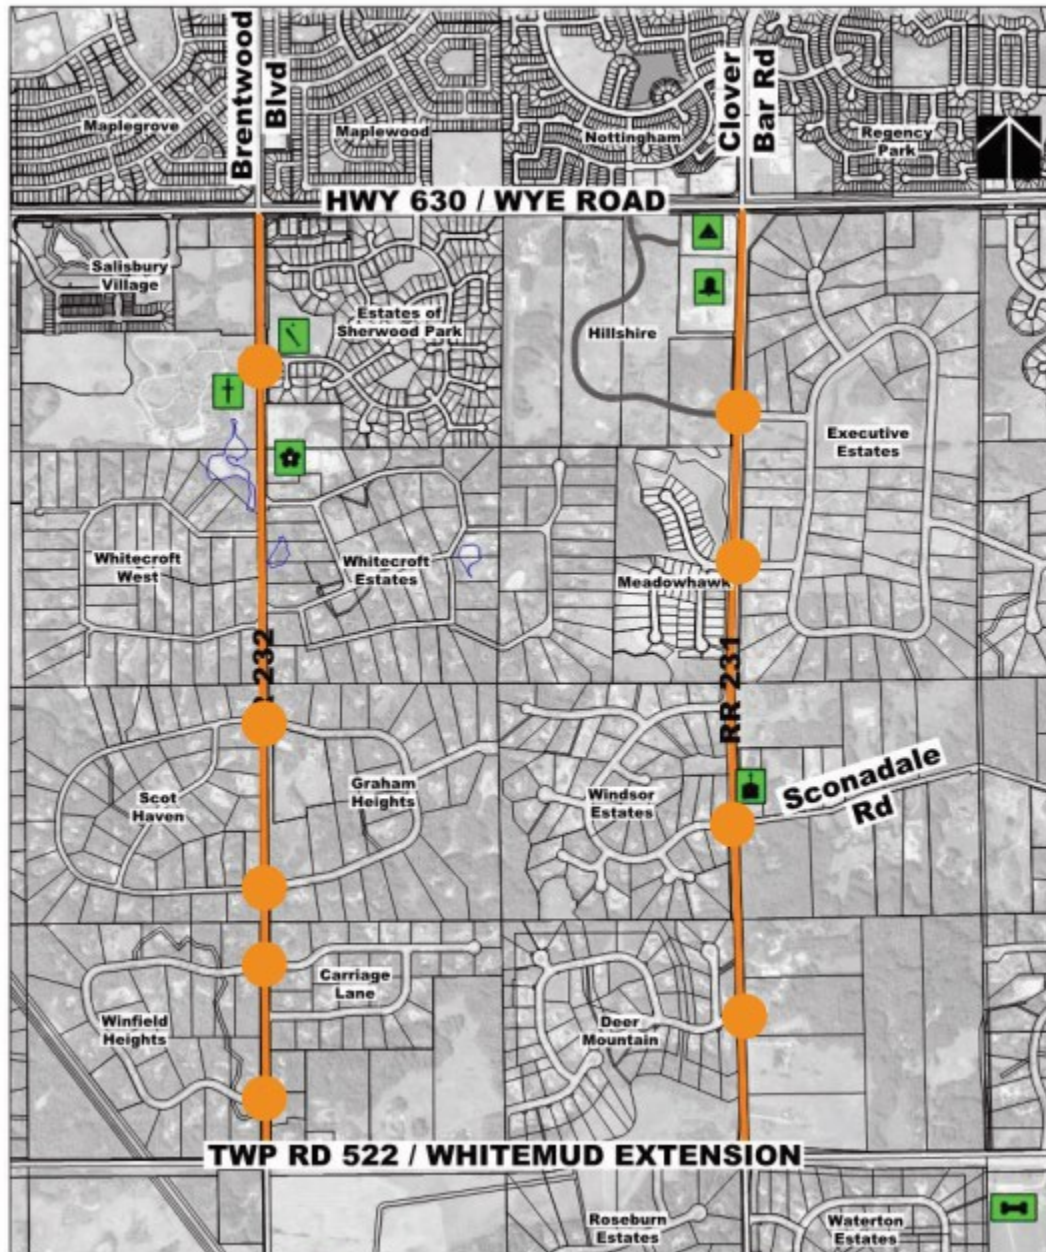 Brentwood
Blvd
Clover
Bar Rd
Maplegrove
Maplewood
Nottingham
Regency
Park
HWY 630 / WYE ROAD
Salisbury
Village
Estates of
Sherwood Park
Hillshire
Executive
Estates
Whitecroft
West
Whitecroft
Estates
Meadowhawk
232
RR 231
Scot
Haven
Graham
Heights
Windsor
Estates
Sconadale
Rd
Carriage
Lane
Winfield
Heights
Deer
Mountain
TWP RD 522 / WHITEMUD EXTENSION
Roseburn
Estates
Waterton
Estates